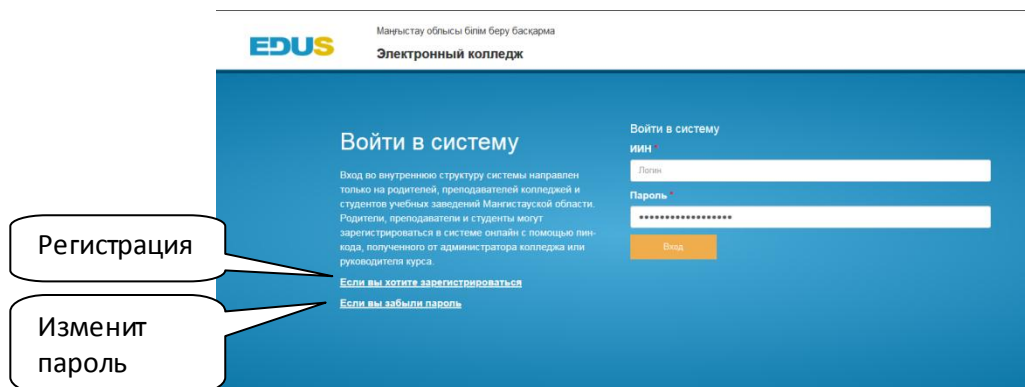 EDUS
Маңғыстау облысы білім беру басқарма
Электронный колледж
Войти в систему
Вход во внутреннюю структуру системы направлен
только на родителей, преподавателей колледжей и
студентов учебных заведений Мангистауской области.
Родители, преподаватели и студенты могут
зарегистрироваться в системе онлайн с помощью пин-
кода, полученного от администратора колледжа или
руководителя курса.
Если вы хотите зарегистрироваться
Если вы забыли пароль
Войти в систему
ИИН *
Логин
Пароль *
••••••••••••••••••
Вход
Регистрация
Изменит
пароль